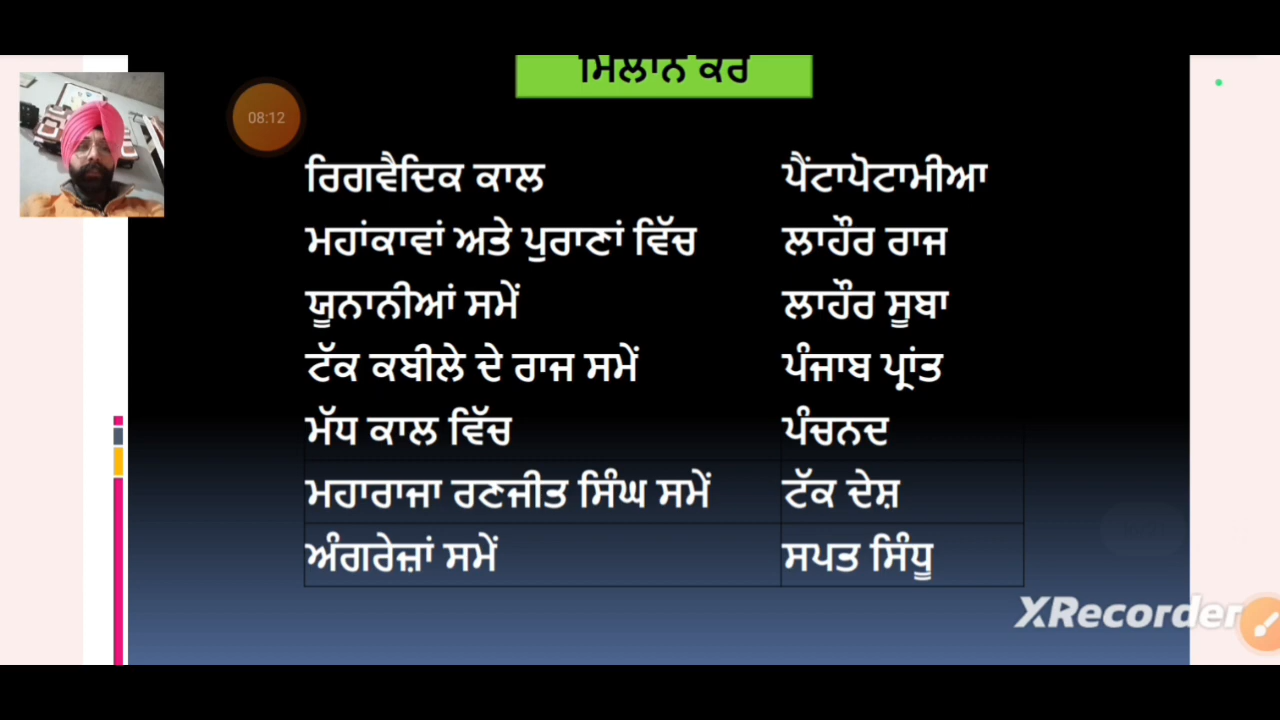 ਮਿਲਾਨ ਕਰੋ
08:12
ਰਿਗਵੈਦਿਕ ਕਾਲ ਪੈਂਟਾਪੋਟਾਮੀਆ
ਮਹਾਂਕਾਵਾਂ ਅਤੇ ਪੁਰਾਣਾਂ ਵਿੱਚ ਲਾਹੌਰ ਰਾਜ
ਯੂਨਾਨੀਆਂ ਸਮੇਂ ਲਾਹੌਰ ਸੂਬਾ
ਟੱਕ ਕਬੀਲੇ ਦੇ ਰਾਜ ਸਮੇਂ ਪੰਜਾਬ ਪ੍ਰਾਂਤ
ਮੱਧ ਕਾਲ ਵਿੱਚ ਪੰਚਨਦ
ਮਹਾਰਾਜਾ ਰਣਜੀਤ ਸਿੰਘ ਸਮੇਂ ਟੱਕ ਦੇਸ਼
ਅੰਗਰੇਜ਼ਾਂ ਸਮੇਂ ਸਪਤ ਸਿੰਧੂ
XRecorder